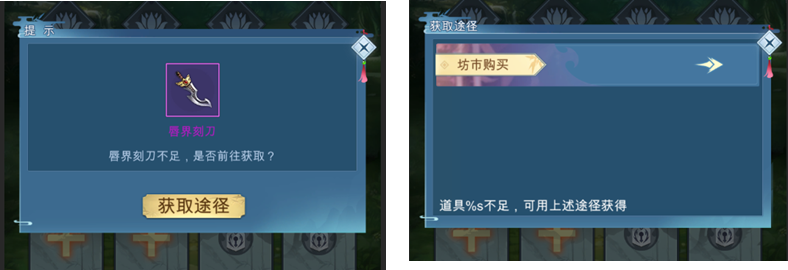 提 示
唇界刻刀
唇界刻刀不足，是否前往获取？
获取途径
获取途径
坊市购买
道具%s不足，可用上述途径获得